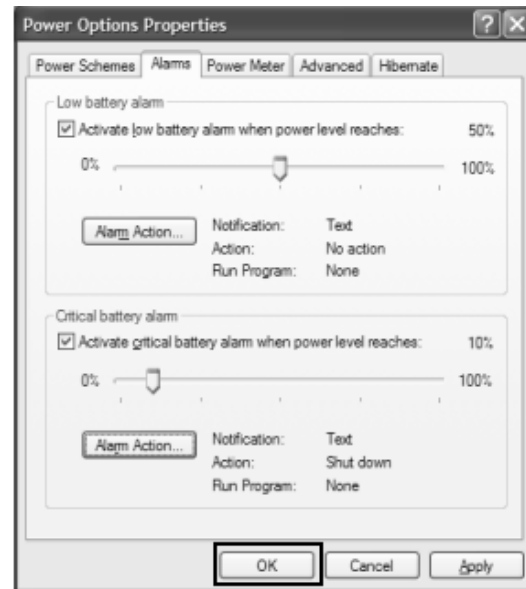 Power Options Properties
Power Schemes Alarms Power Meter Advanced Hibernate
Low battery alarm
Activate low battery alarm when power level reaches: 50%
0% 100%
Alarm Action... Notification: Text
Action: No action
Run Program: None
Critical battery alarm
Activate critical battery alarm when power level reaches: 10%
0% 100%
Alarm Action... Notification: Text
Action: Shut down
Run Program: None
OK Cancel Apply